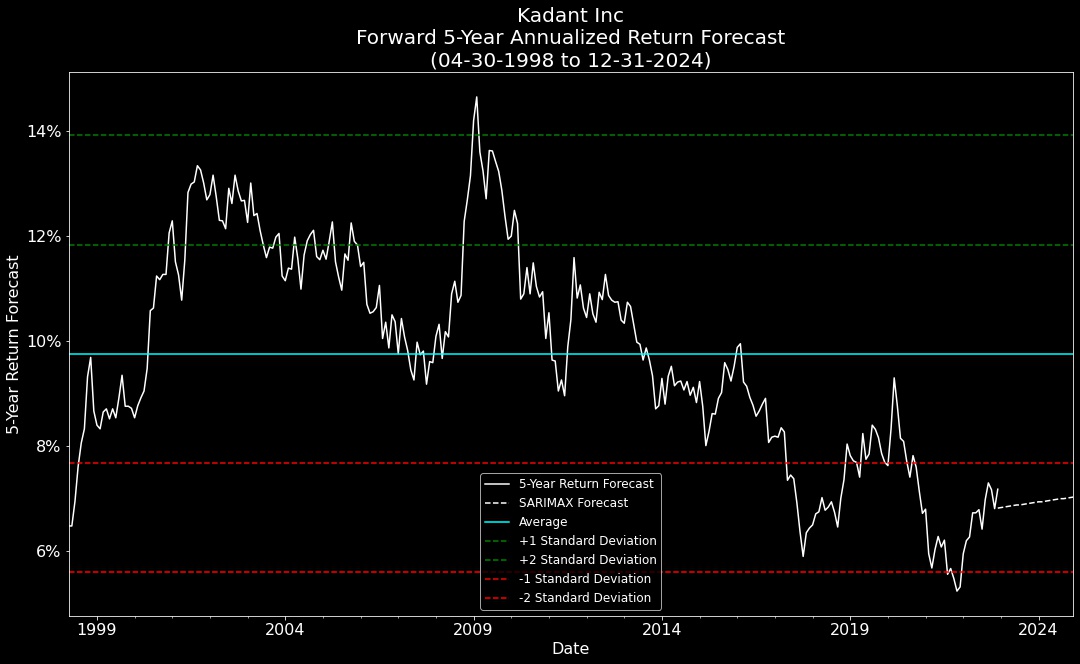 Kadant Inc
Forward 5-Year Annualized Return Forecast
(04-30-1998 to 12-31-2024)
5-Year Return Forecast
14%
12%
10%
8%
6%
5-Year Return Forecast
SARIMAX Forecast
Average
+1 Standard Deviation
+2 Standard Deviation
-1 Standard Deviation
-2 Standard Deviation
1999
2004
2009
2014
2019
2024
Date